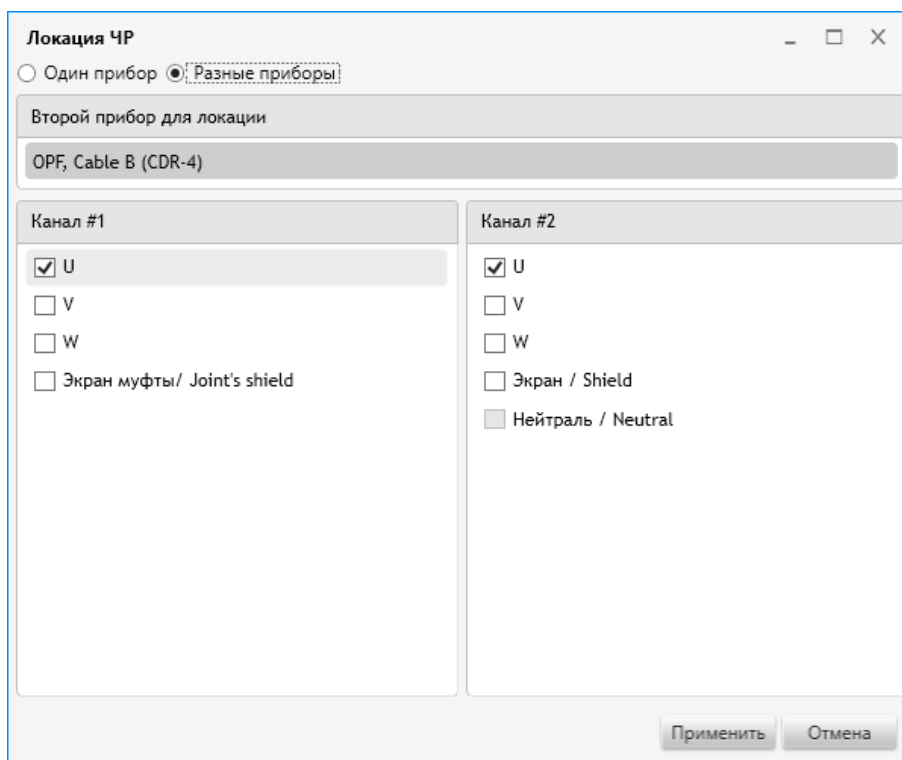 Локация ЧР
Один прибор Разные приборы
Второй прибор для локации
OPF, Cable B (CDR-4)
Канал #1
U
V
W
Экран муфты/ Joint's shield
Канал #2
U
V
W
Экран / Shield
Нейтраль / Neutral
Применить Отмена